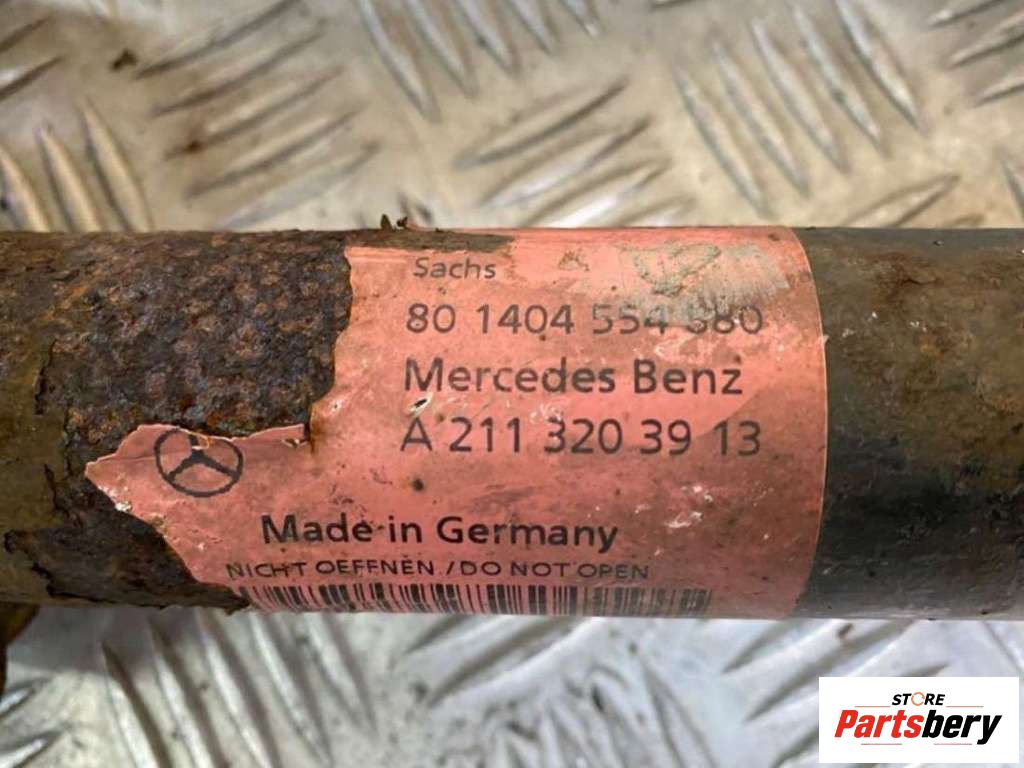 Sachs
80 1404 554 880
Mercedes Benz
A 211 320 39 13
Made in Germany
NICHT OEFFNEN / DO NOT OPEN
STORE
Partsbery